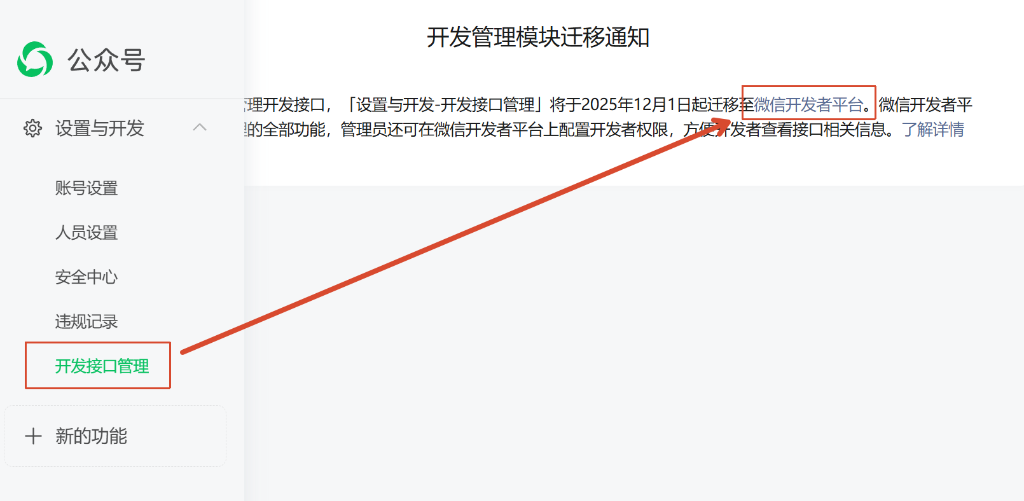 公众号
设置与开发
账号设置
人员设置
安全中心
违规记录
开发接口管理
新的功能
开发管理模块迁移通知
理开发接口，「设置与开发-开发接口管理」将于2025年12月1日起迁移至微信开发者平台。微信开发者平
的全部功能，管理员还可在微信开发者平台上配置开发者权限，方便开发者查看接口相关信息。了解详情